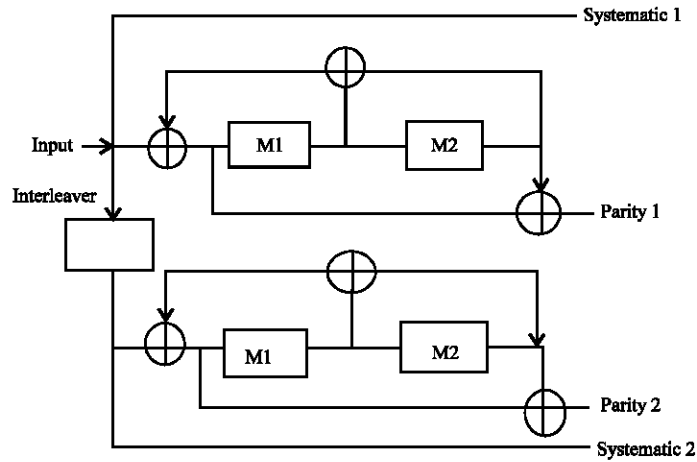 Systematic 1
Input
M1
M2
Interleaver
Parity 1
M1
M2
Parity 2
Systematic 2